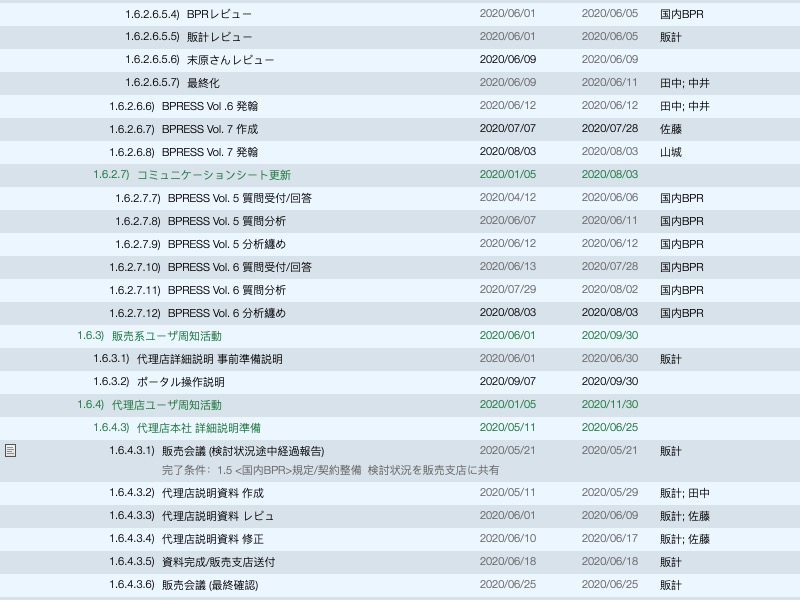 1.6.2.6.5.4) BPRレビュー 2020/06/01 2020/06/05 国内BPR
1.6.2.6.5.5) 販計レビュー 2020/06/01 2020/06/05 販計
1.6.2.6.5.6) 末原さんレビュー 2020/06/09 2020/06/09
1.6.2.6.5.7) 最終化 2020/06/09 2020/06/11 田中; 中井
1.6.2.6.6) BPRESS Vol .6 発翰 2020/06/12 2020/06/12 田中; 中井
1.6.2.6.7) BPRESS Vol. 7 作成 2020/07/07 2020/07/28 佐藤
1.6.2.6.8) BPRESS Vol. 7 発翰 2020/08/03 2020/08/03 山城
1.6.2.7) コミュニケーションシート更新 2020/01/05 2020/08/03
1.6.2.7.7) BPRESS Vol. 5 質問受付/回答 2020/04/12 2020/06/06 国内BPR
1.6.2.7.8) BPRESS Vol. 5 質問分析 2020/06/07 2020/06/11 国内BPR
1.6.2.7.9) BPRESS Vol. 5 分析纏め 2020/06/12 2020/06/12 国内BPR
1.6.2.7.10) BPRESS Vol. 6 質問受付/回答 2020/06/13 2020/07/28 国内BPR
1.6.2.7.11) BPRESS Vol. 6 質問分析 2020/07/29 2020/08/02 国内BPR
1.6.2.7.12) BPRESS Vol. 6 分析纏め 2020/08/03 2020/08/03 国内BPR
1.6.3) 販売系ユーザ周知活動 2020/06/01 2020/09/30
1.6.3.1) 代理店詳細説明 事前準備説明 2020/06/01 2020/06/30 販計
1.6.3.2) ポータル操作説明 2020/09/07 2020/09/30
1.6.4) 代理店ユーザ周知活動 2020/01/05 2020/11/30
1.6.4.3) 代理店本社 詳細説明準備 2020/05/11 2020/06/25
1.6.4.3.1) 販売会議 (検討状況途中経過報告) 2020/05/21 2020/05/21 販計
完了条件: 1.5 <国内BPR>規定/契約整備 検討状況を販売支店に共有
1.6.4.3.2) 代理店説明資料 作成 2020/05/11 2020/05/29 販計; 田中
1.6.4.3.3) 代理店説明資料 レビュ 2020/06/01 2020/06/09 販計; 佐藤
1.6.4.3.4) 代理店説明資料 修正 2020/06/10 2020/06/17 販計; 佐藤
1.6.4.3.5) 資料完成/販売支店送付 2020/06/18 2020/06/18 販計
1.6.4.3.6) 販売会議 (最終確認) 2020/06/25 2020/06/25 販計